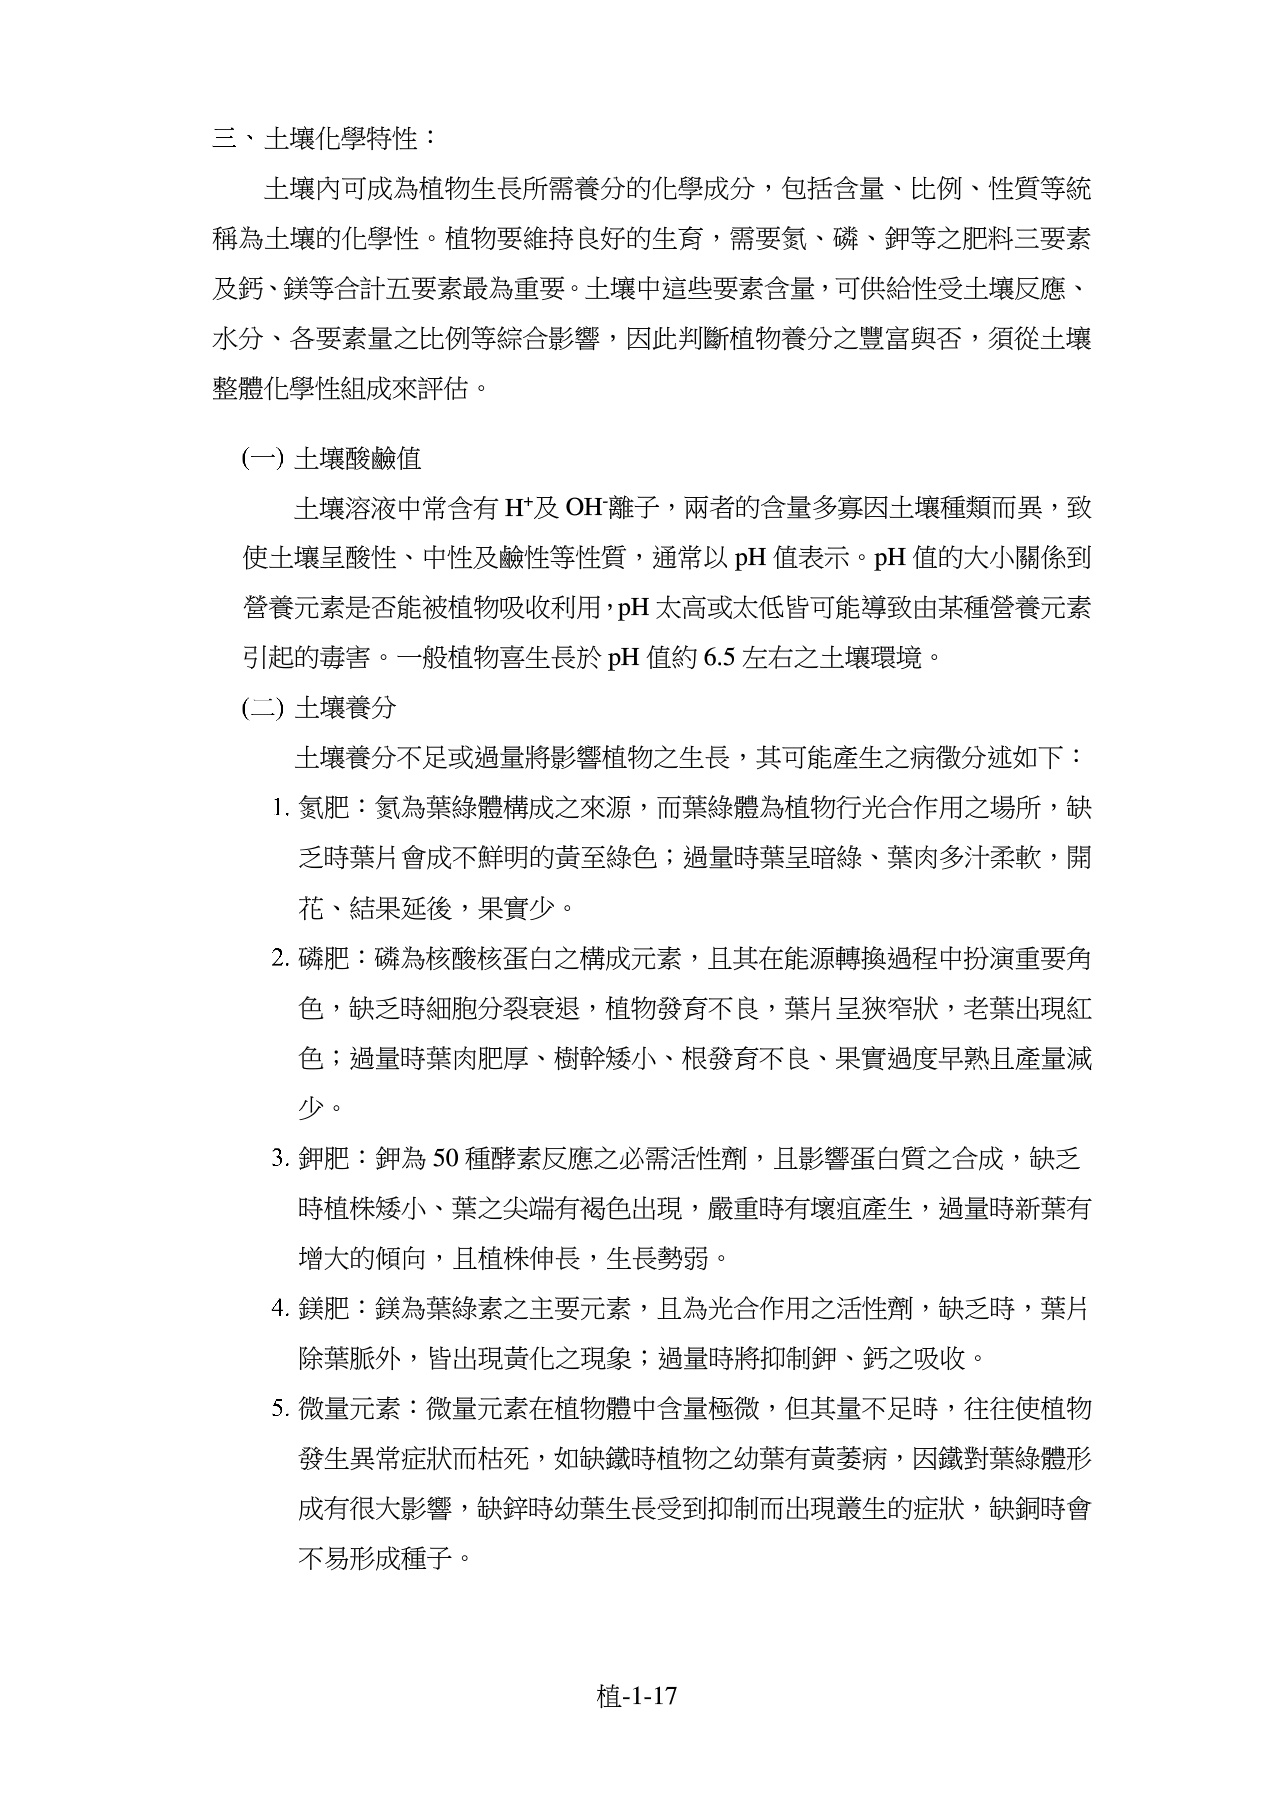 三、土壤化學特性：
土壤內可成為植物生長所需養分的化學成分，包括含量、比例、性質等統
稱為土壤的化學性。植物要維持良好的生育，需要氮、磷、鉀等之肥料三要素
及鈣、鎂等合計五要素最為重要。土壤中這些要素含量，可供給性受土壤反應、
水分、各要素量之比例等綜合影響，因此判斷植物養分之豐富與否，須從土壤
整體化學性組成來評估。
(一) 土壤酸鹼值
土壤溶液中常含有 H⁺及 OH⁻離子，兩者的含量多寡因土壤種類而異，致
使土壤呈酸性、中性及鹼性等性質，通常以 pH 值表示。pH 值的大小關係到
營養元素是否能被植物吸收利用，pH 太高或太低皆可能導致由某種營養元素
引起的毒害。一般植物喜生長於 pH 值約 6.5 左右之土壤環境。
(二) 土壤養分
土壤養分不足或過量將影響植物之生長，其可能產生之病徵分述如下：
1. 氮肥：氮為葉綠體構成之來源，而葉綠體為植物行光合作用之場所，缺
乏時葉片會成不鮮明的黃至綠色；過量時葉呈暗綠、葉肉多汁柔軟，開
花、結果延後，果實少。
2. 磷肥：磷為核酸核蛋白之構成元素，且其在能源轉換過程中扮演重要角
色，缺乏時細胞分裂衰退，植物發育不良，葉片呈狹窄狀，老葉出現紅
色；過量時葉肉肥厚、樹幹矮小、根發育不良、果實過度早熟且產量減
少。
3. 鉀肥：鉀為 50 種酵素反應之必需活性劑，且影響蛋白質之合成，缺乏
時植株矮小、葉之尖端有褐色出現，嚴重時有壞疽產生，過量時新葉有
增大的傾向，且植株伸長，生長勢弱。
4. 鎂肥：鎂為葉綠素之主要元素，且為光合作用之活性劑，缺乏時，葉片
除葉脈外，皆出現黃化之現象；過量時將抑制鉀、鈣之吸收。
5. 微量元素：微量元素在植物體中含量極微，但其量不足時，往往使植物
發生異常症狀而枯死，如缺鐵時植物之幼葉有黃萎病，因鐵對葉綠體形
成有很大影響，缺鋅時幼葉生長受到抑制而出現叢生的症狀，缺銅時會
不易形成種子。
植-1-17